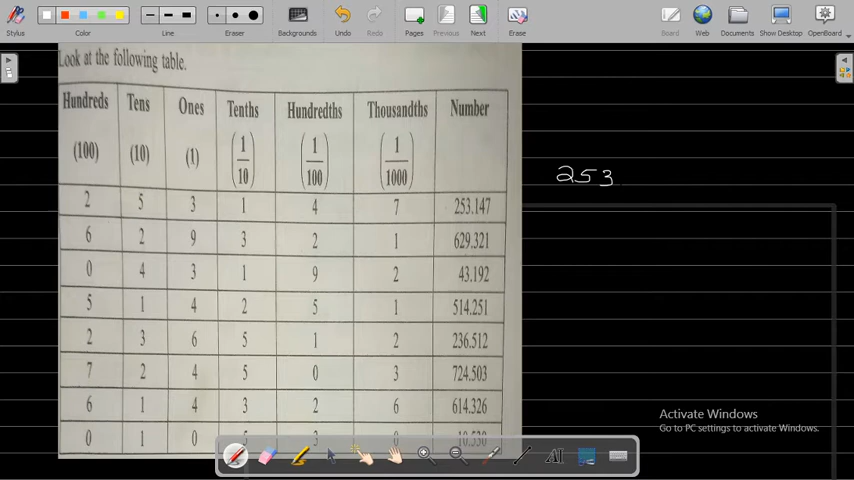 Stylus Color Line Eraser Backgrounds Undo Redo Pages Previous Next Erase Board Web Documents Show Desktop OpenBoard
Look at the following table.
Hundreds Tens Ones Tenths Hundredths Thousandths Number
(100) (10) (1) (1/10) (1/100) (1/1000)
253
2 5 3 1 4 7 253.147
6 2 9 3 2 1 629.321
0 4 3 1 9 2 43.192
5 1 4 2 5 1 514.251
2 3 6 5 1 2 236.512
7 2 4 5 0 3 724.503
6 1 4 3 2 6 614.326
0 1 0 5 3 0 10.530
Activate Windows
Go to PC settings to activate Windows.